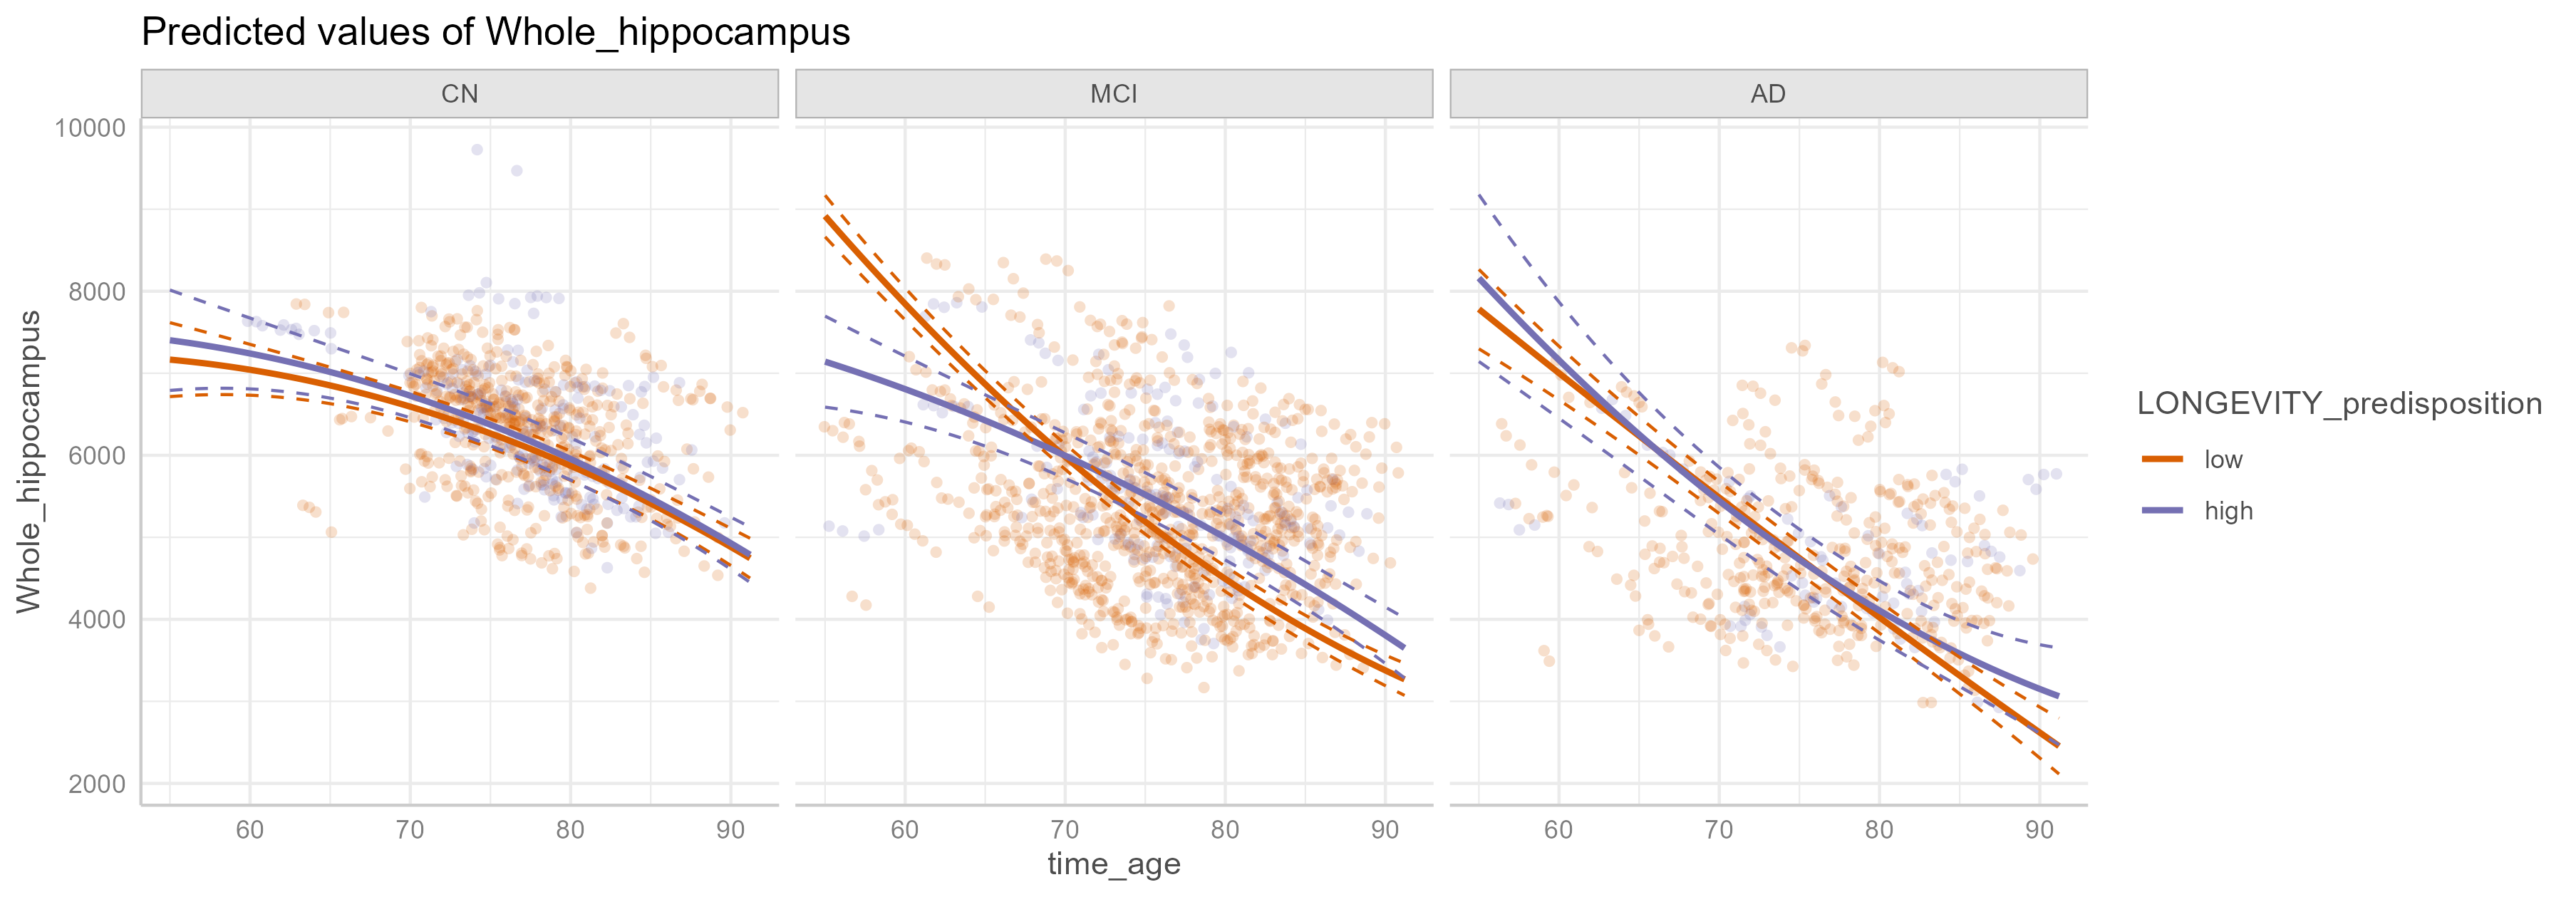 Predicted values of Whole_hippocampus
CN
MCI
AD
10000
8000
6000
4000
2000
Whole_hippocampus
60
70
80
90
60
70
80
90
60
70
80
90
time_age
LONGEVITY_predisposition
low
high